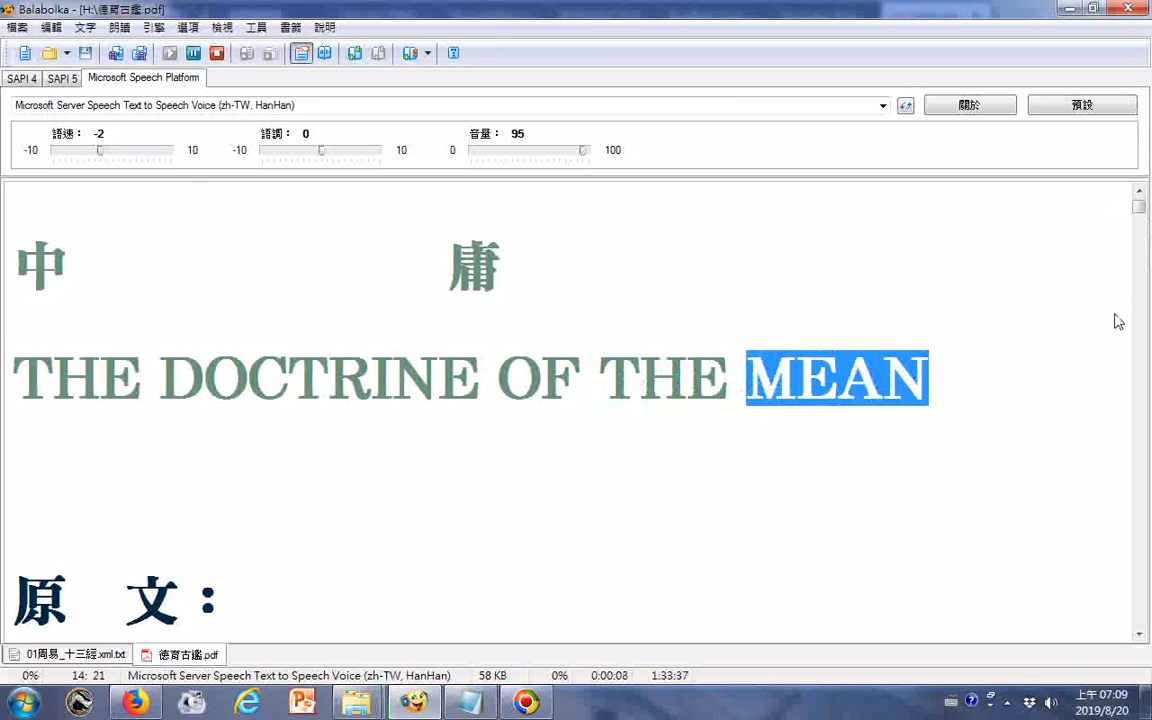 Balabolka - [H:\德育古鑑.pdf]
檔案 編輯 文字 朗讀 引擎 選項 檢視 工具 書籤 說明
SAPI 4 SAPI 5 Microsoft Speech Platform
Microsoft Server Speech Text to Speech Voice (zh-TW, HanHan) 關於 預設
語速： -2 語調： 0 音量： 95
-10 10 -10 10 0 100
中 庸
THE DOCTRINE OF THE MEAN
原 文：
01周易_十三經.xml.txt 德育古鑑.pdf
0% 14: 21 Microsoft Server Speech Text to Speech Voice (zh-TW, HanHan) 58 KB 0% 0:00:08 1:33:37
上午 07:09
2019/8/20